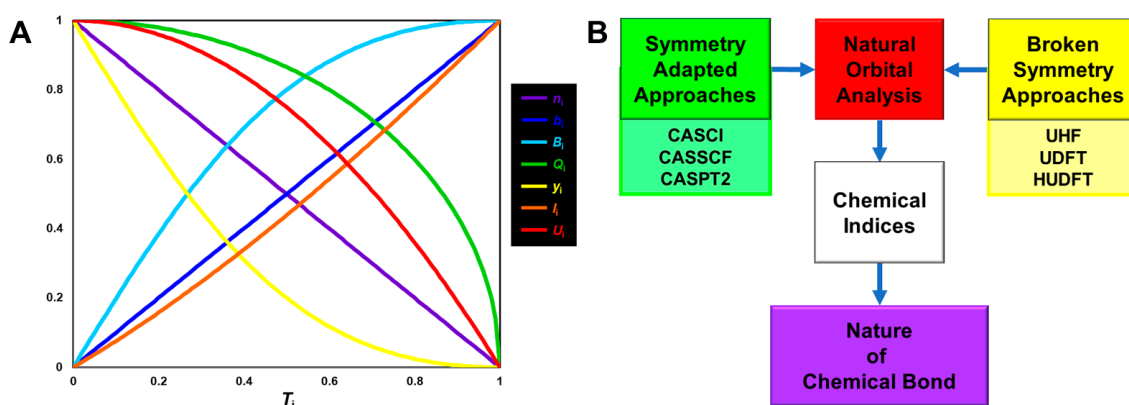 A
1
0.8
0.6
0.4
0.2
0
0
0.2
0.4
0.6
0.8
1
Ti
ni
bi
Bi
Qi
yi
Ii
Ui
B
Symmetry
Adapted
Approaches
CASCI
CASSCF
CASPT2
Natural
Orbital
Analysis
Broken
Symmetry
Approaches
UHF
UDFT
HUDFT
Chemical
Indices
Nature
of
Chemical Bond